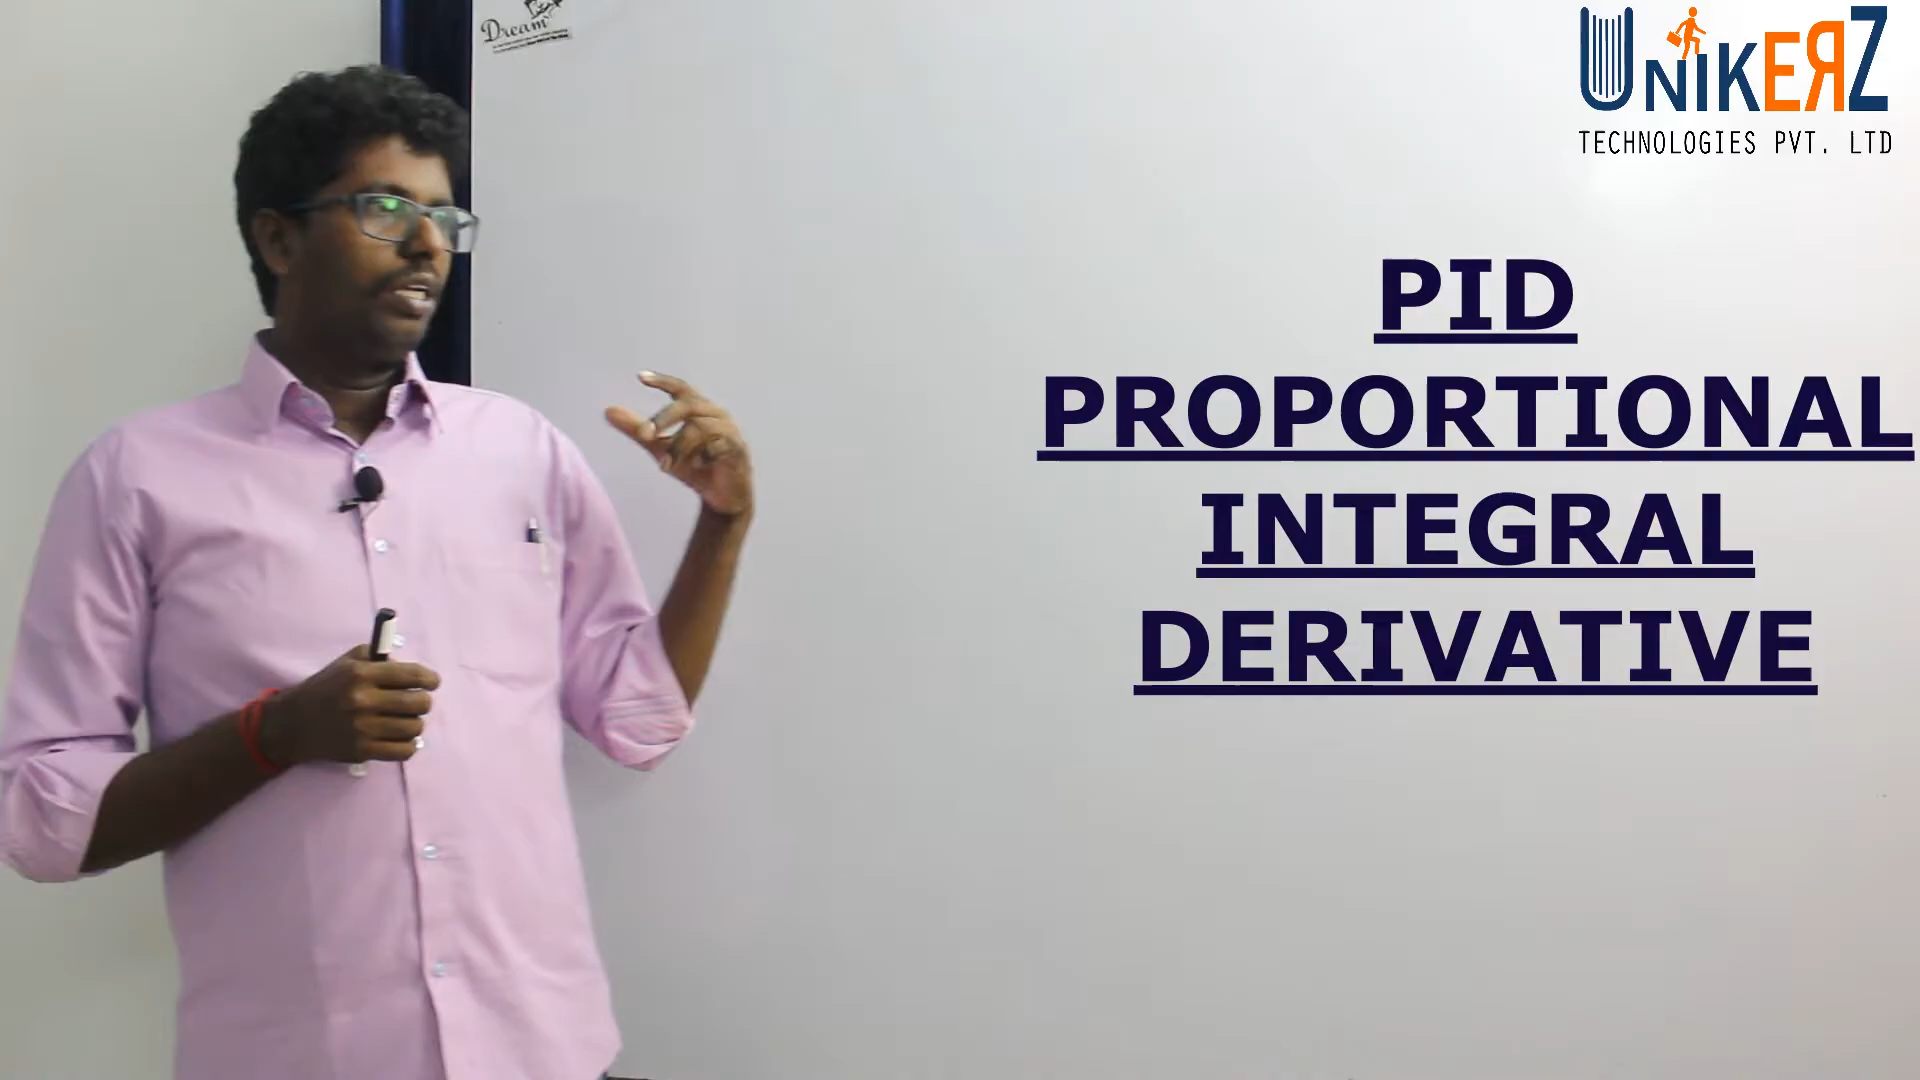 Dream
UNIKERZ
TECHNOLOGIES PVT. LTD
PID
PROPORTIONAL
INTEGRAL
DERIVATIVE